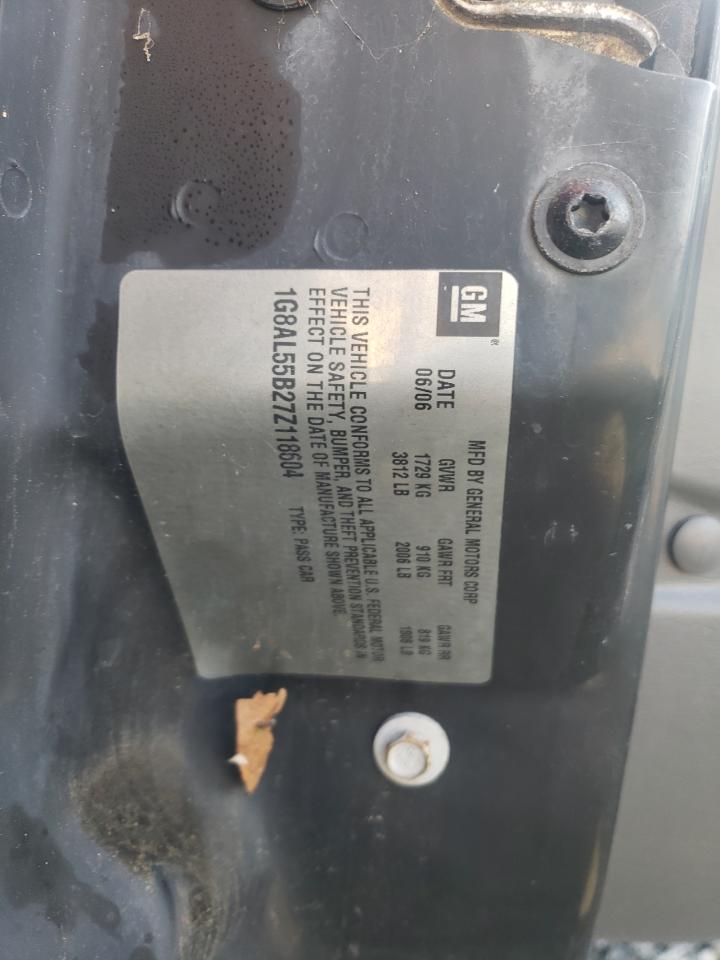 GM
MFD BY GENERAL MOTORS CORP
DATE GVWR GAWR FRT GAWR RR
06/06 1729 KG 910 KG 819 KG
3812 LB 2006 LB 1806 LB
THIS VEHICLE CONFORMS TO ALL APPLICABLE U.S. FEDERAL MOTOR
VEHICLE SAFETY, BUMPER, AND THEFT PREVENTION STANDARDS IN
EFFECT ON THE DATE OF MANUFACTURE SHOWN ABOVE.
1G8AL55B27Z118604 TYPE: PASS CAR